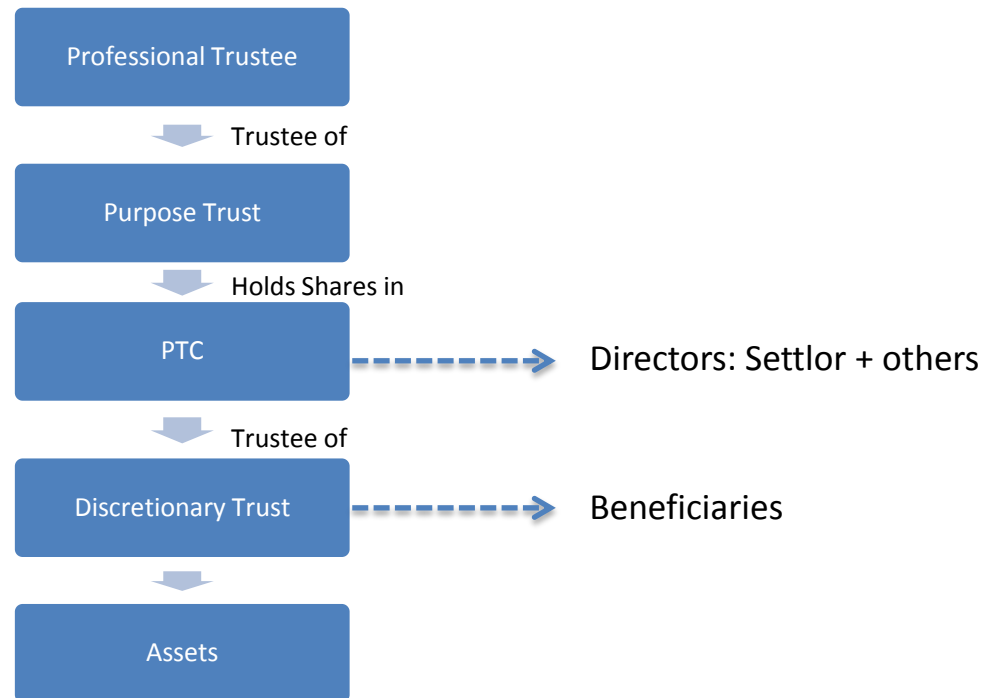 Professional Trustee
Trustee of
Purpose Trust
Holds Shares in
PTC
Directors: Settlor + others
Trustee of
Discretionary Trust
Beneficiaries
Assets